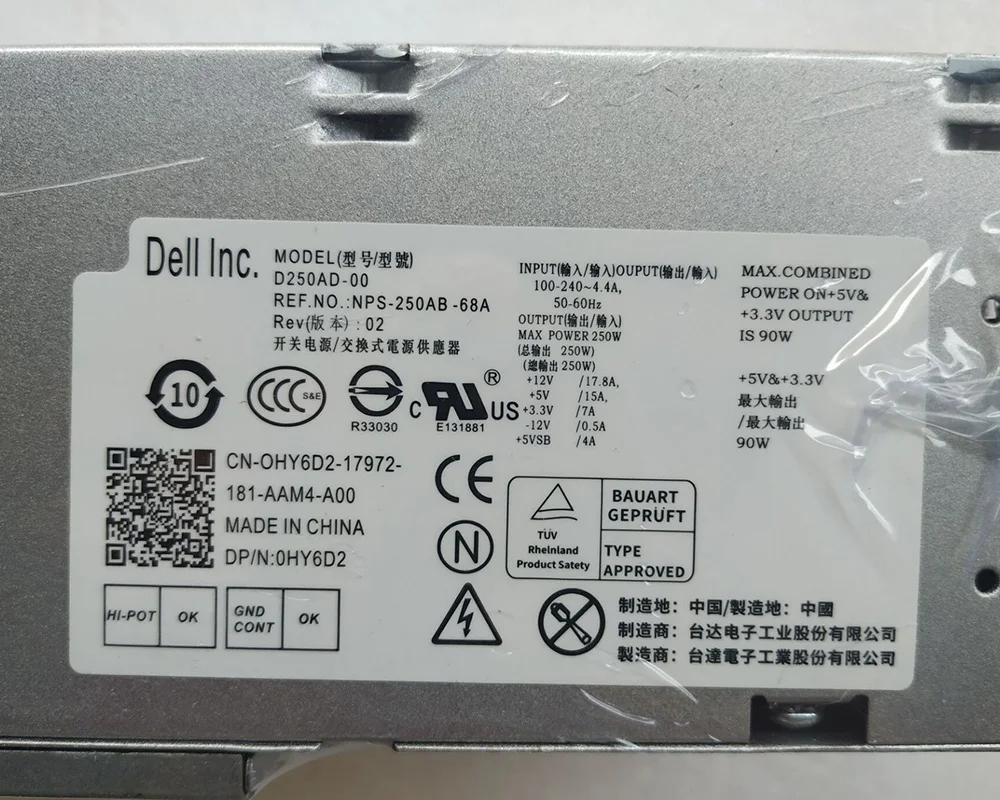 Dell Inc.
MODEL(型号/型號)
D250AD-00
REF.NO.:NPS-250AB-68A
Rev(版本):02
开关电源/交换式電源供應器
INPUT(輸入/输入)OUPUT(输出/輸入)
100-240~4.4A,
50-60Hz
OUTPUT(输出/輸入)
MAX POWER 250W
(总输出 250W)
(總輸出 250W)
+12V /17.8A,
+5V /15A,
+3.3V /7A
-12V /0.5A
+5VSB /4A
MAX.COMBINED
POWER ON+5V&
+3.3V OUTPUT
IS 90W
+5V&+3.3V
最大輸出
/最大輸出
90W
10
CCC S&E
R33030
c RU US ®
E131881
CN-OHY6D2-17972-
181-AAM4-A00
MADE IN CHINA
DP/N:0HY6D2
CE
N
TÜV
Rheinland
Product Safety
BAUART
GEPRÜFT
TYPE
APPROVED
HI-POT OK
GND CONT OK
制造地：中国/製造地：中國
制造商：台达电子工业股份有限公司
製造商：台達電子工業股份有限公司